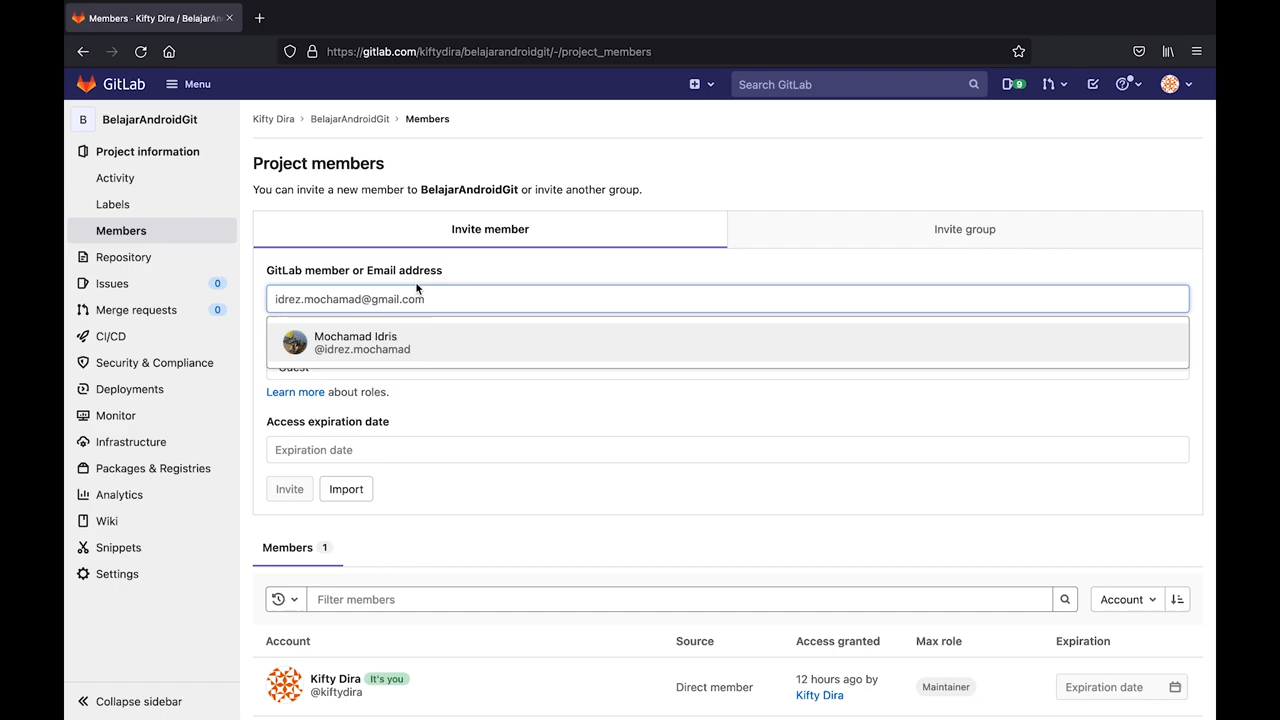 Members - Kifty Dira / BelajarAn
https://gitlab.com/kiftydira/belajarandroidgit/-/project_members
GitLab
Menu
Search GitLab
9
B BelajarAndroidGit
Project information
Activity
Labels
Members
Repository
Issues 0
Merge requests 0
CI/CD
Security & Compliance
Deployments
Monitor
Infrastructure
Packages & Registries
Analytics
Wiki
Snippets
Settings
Collapse sidebar
Kifty Dira › BelajarAndroidGit › Members
Project members
You can invite a new member to BelajarAndroidGit or invite another group.
Invite member
Invite group
GitLab member or Email address
idrez.mochamad@gmail.com
Mochamad Idris
@idrez.mochamad
Guest
Learn more about roles.
Access expiration date
Expiration date
Invite
Import
Members 1
Filter members
Account
Account Source Access granted Max role Expiration
Kifty Dira It's you
@kiftydira
Direct member
12 hours ago by
Kifty Dira
Maintainer
Expiration date